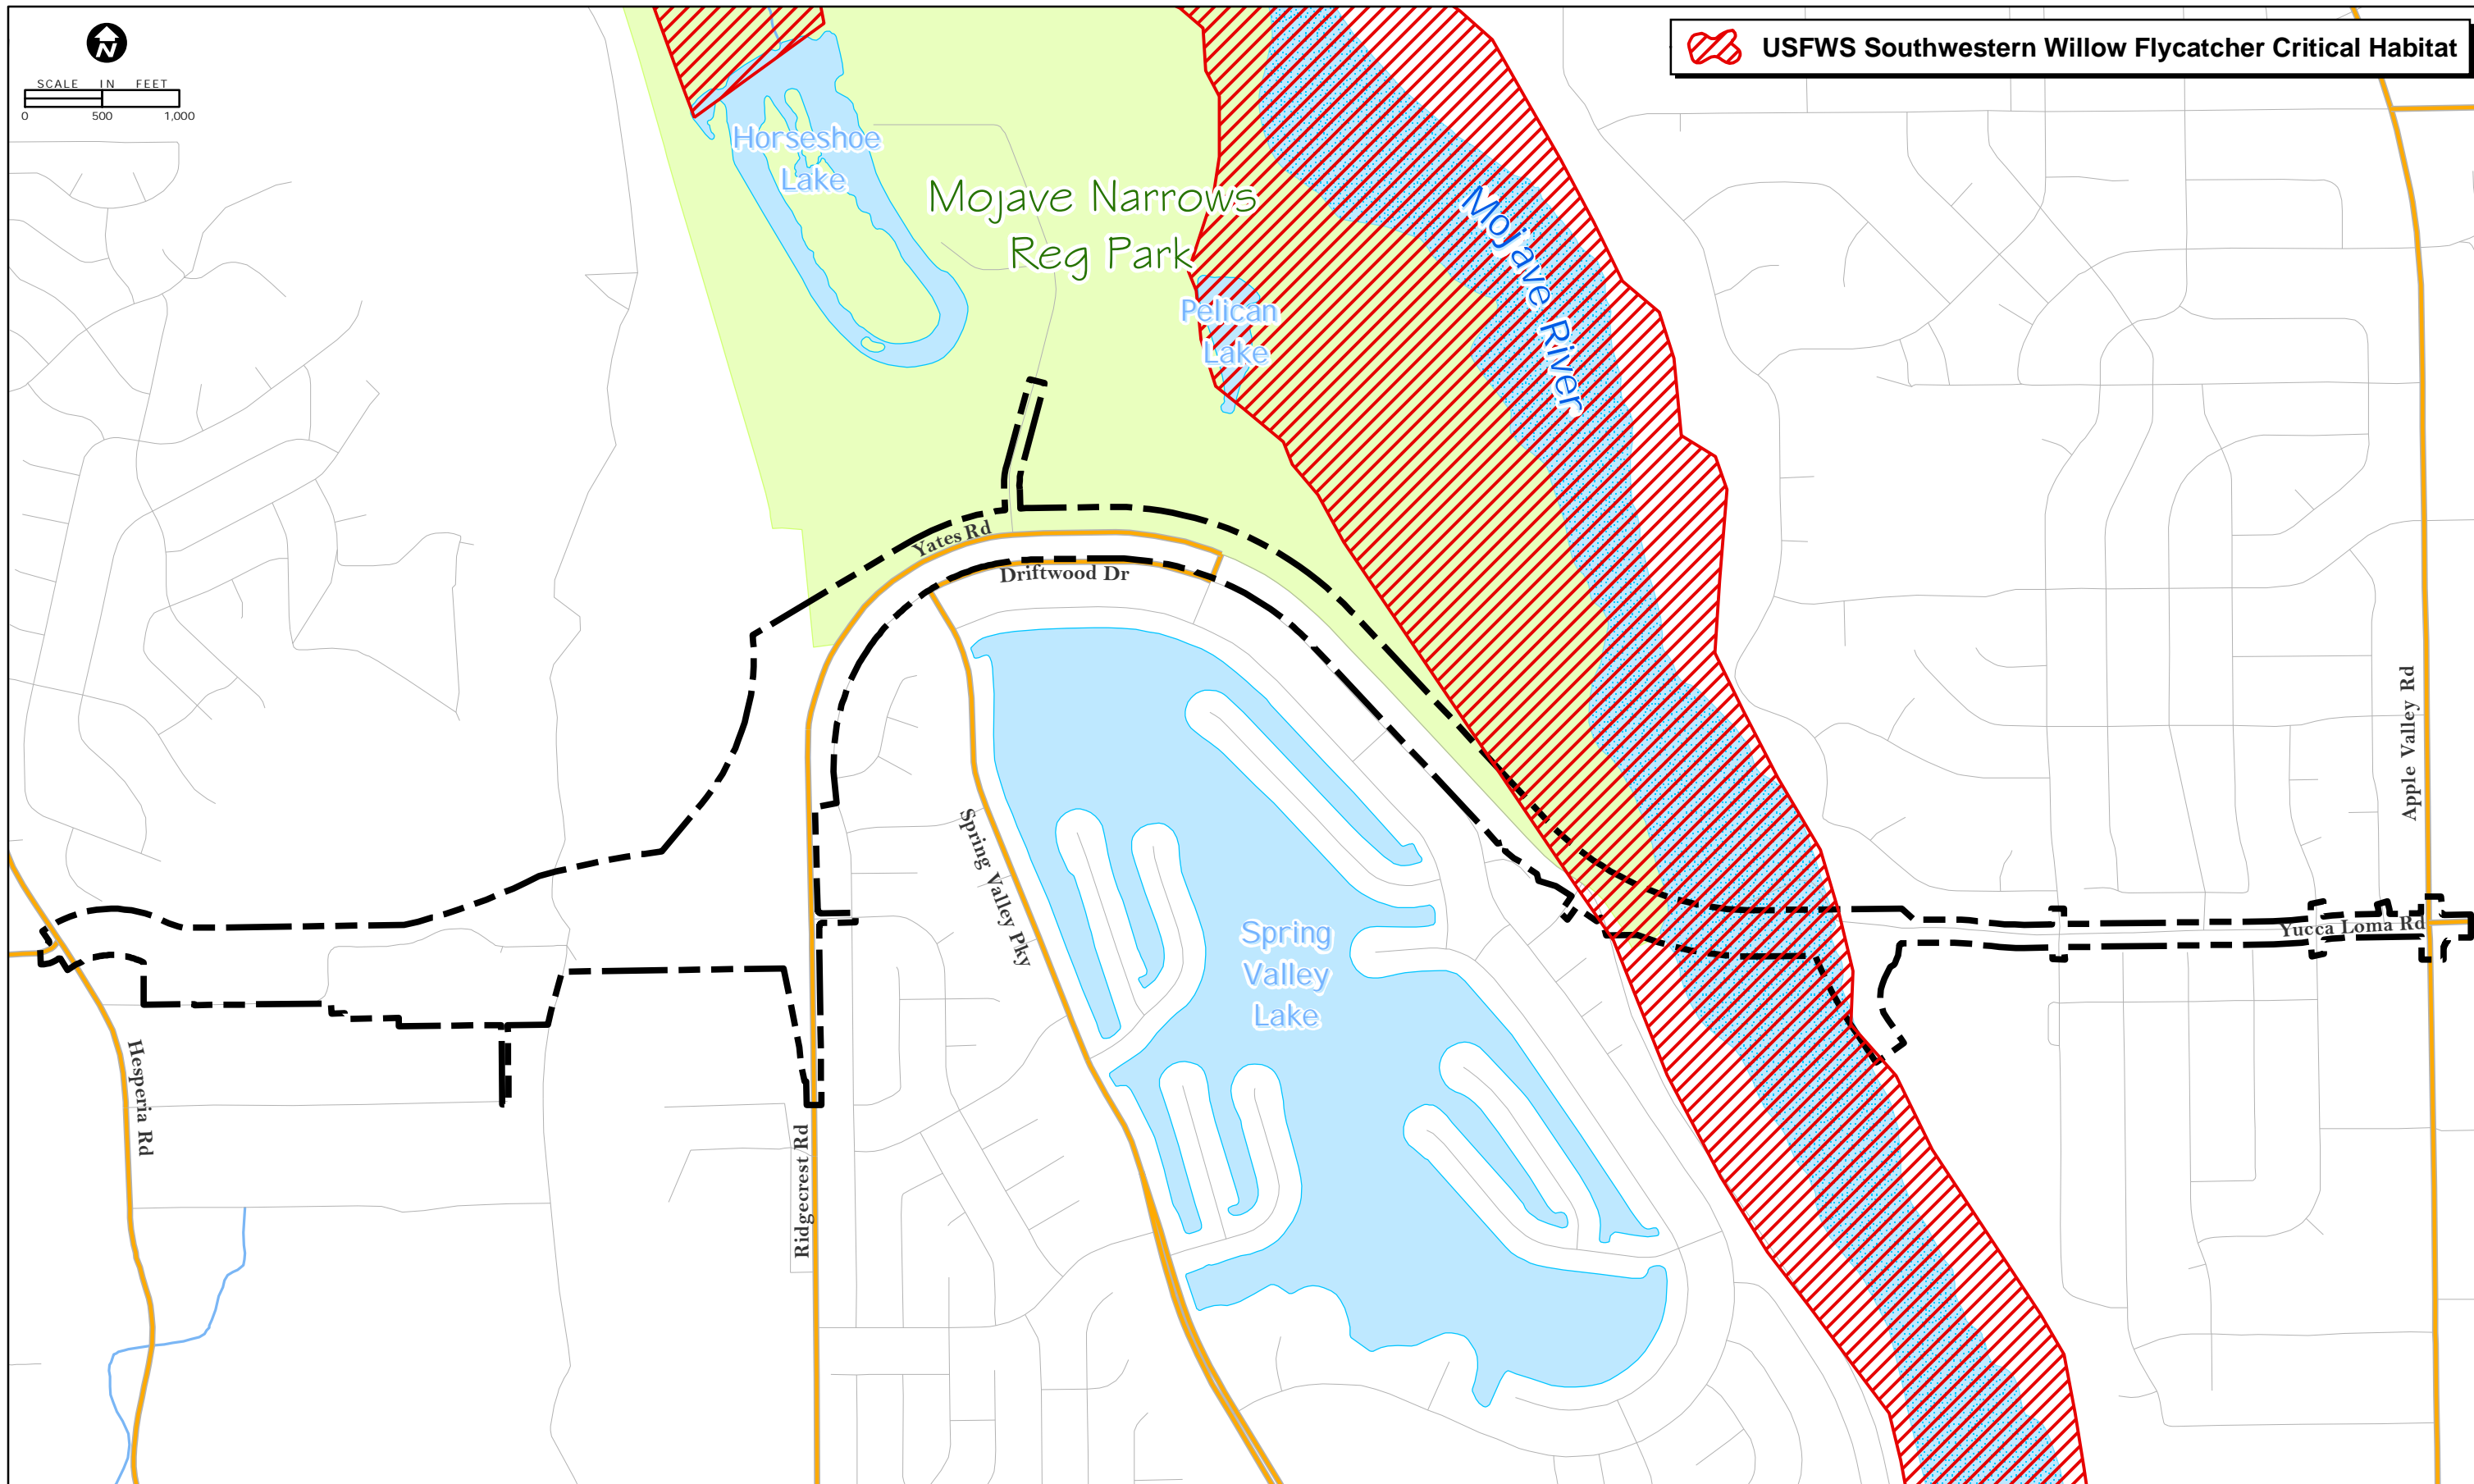 N
SCALE IN FEET
0 500 1,000
USFWS Southwestern Willow Flycatcher Critical Habitat
Horseshoe
Lake
Mojave Narrows
Reg Park
Pelican
Lake
Mojave River
Yates Rd
Driftwood Dr
Spring Valley Pky
Spring
Valley
Lake
Apple Valley Rd
Yucca Loma Rd
Hesperia Rd
Ridgecrest Rd